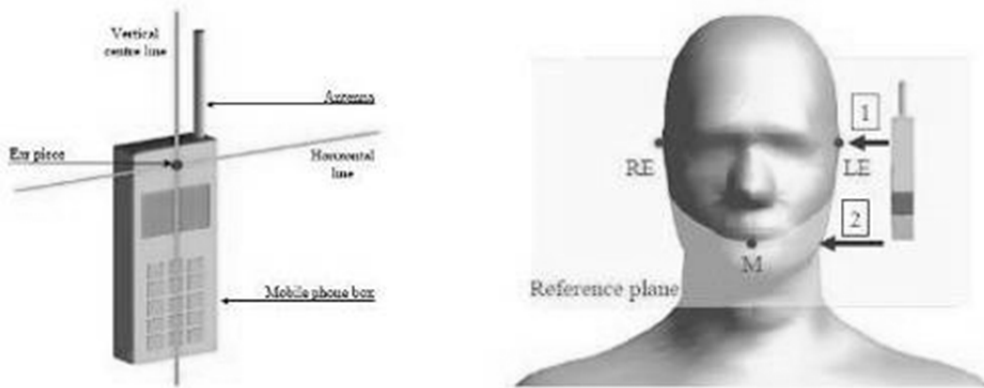 Vertical
centre line
Antenna
Ear piece
Horizontal
line
Mobile phone box
1
RE
LE
2
M
Reference plane